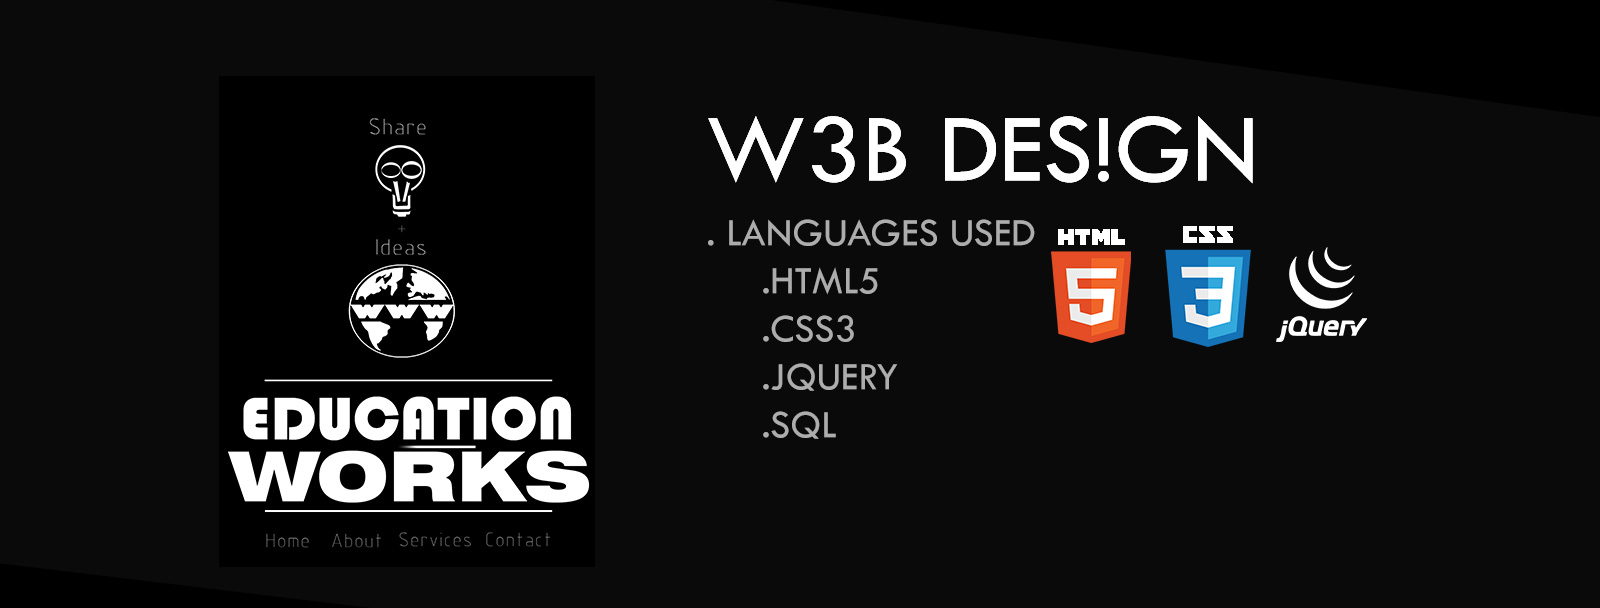 Share
+
Ideas
WWW
EDUCATION
WORKS
Home About Services Contact
W3B DES!GN
. LANGUAGES USED
.HTML5
.CSS3
.JQUERY
.SQL
HTML
5
CSS
3
jQuery